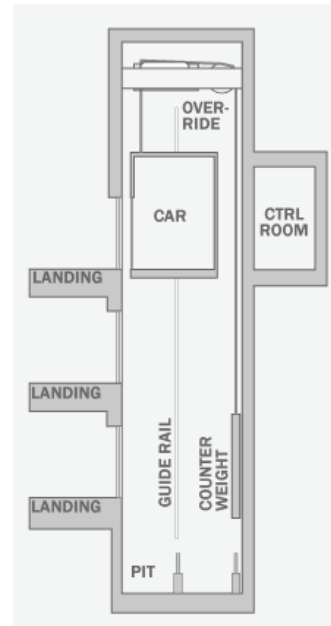 OVER-
RIDE
CAR
CTRL
ROOM
LANDING
LANDING
GUIDE RAIL
COUNTER
WEIGHT
LANDING
PIT